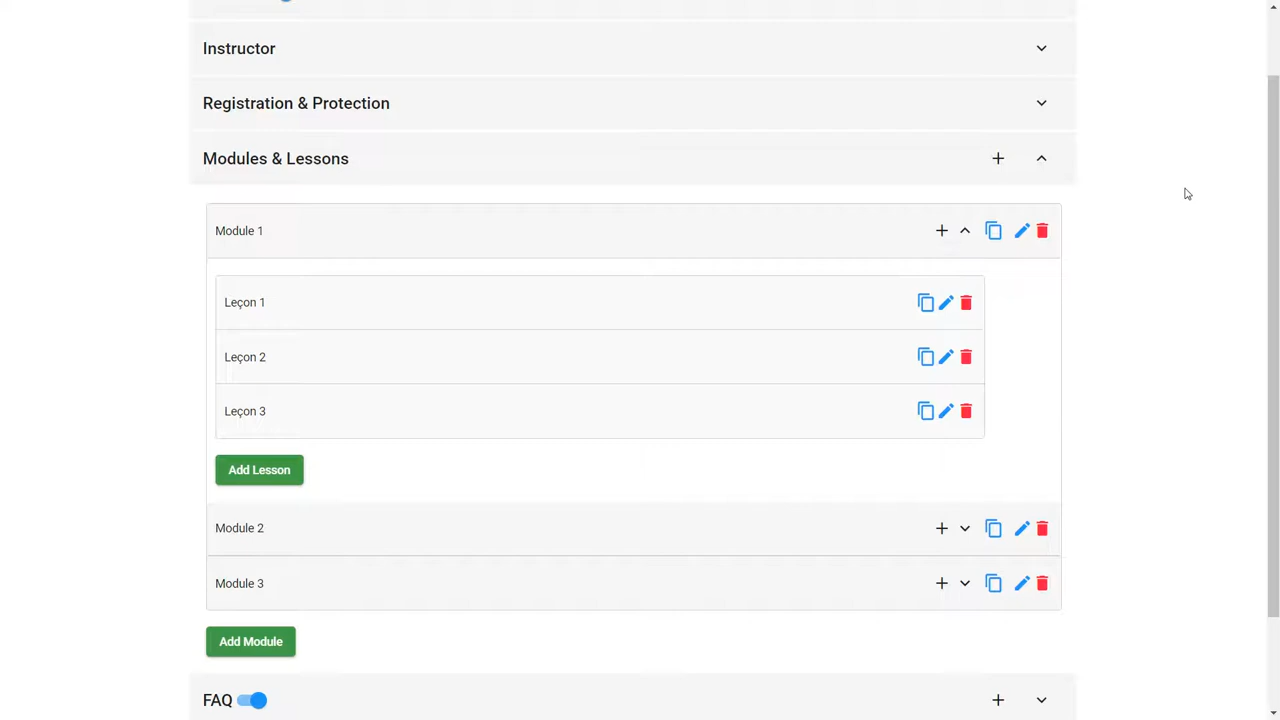 Instructor
Registration & Protection
Modules & Lessons
Module 1
Leçon 1
Leçon 2
Leçon 3
Add Lesson
Module 2
Module 3
Add Module
FAQ